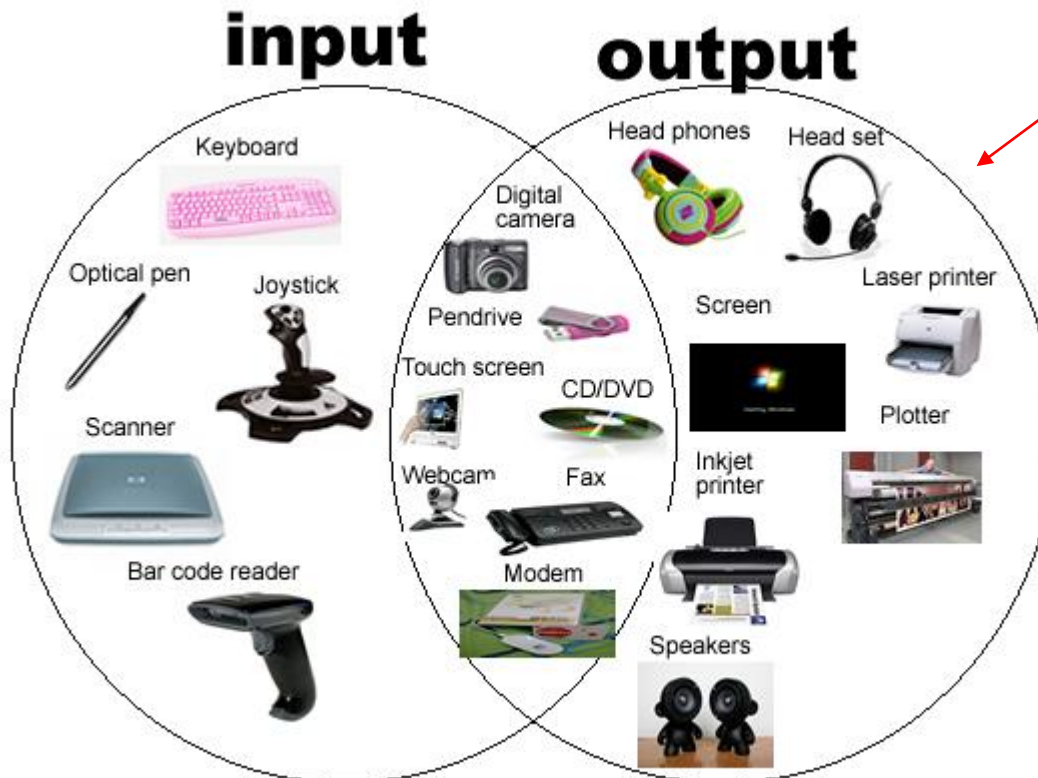 input
output
Head phones
Head set
Keyboard
Digital
camera
Optical pen
Joystick
Laser printer
Pendrive
Screen
Touch screen
CD/DVD
Scanner
Plotter
Webcam
Fax
Inkjet
printer
Bar code reader
Modem
Speakers